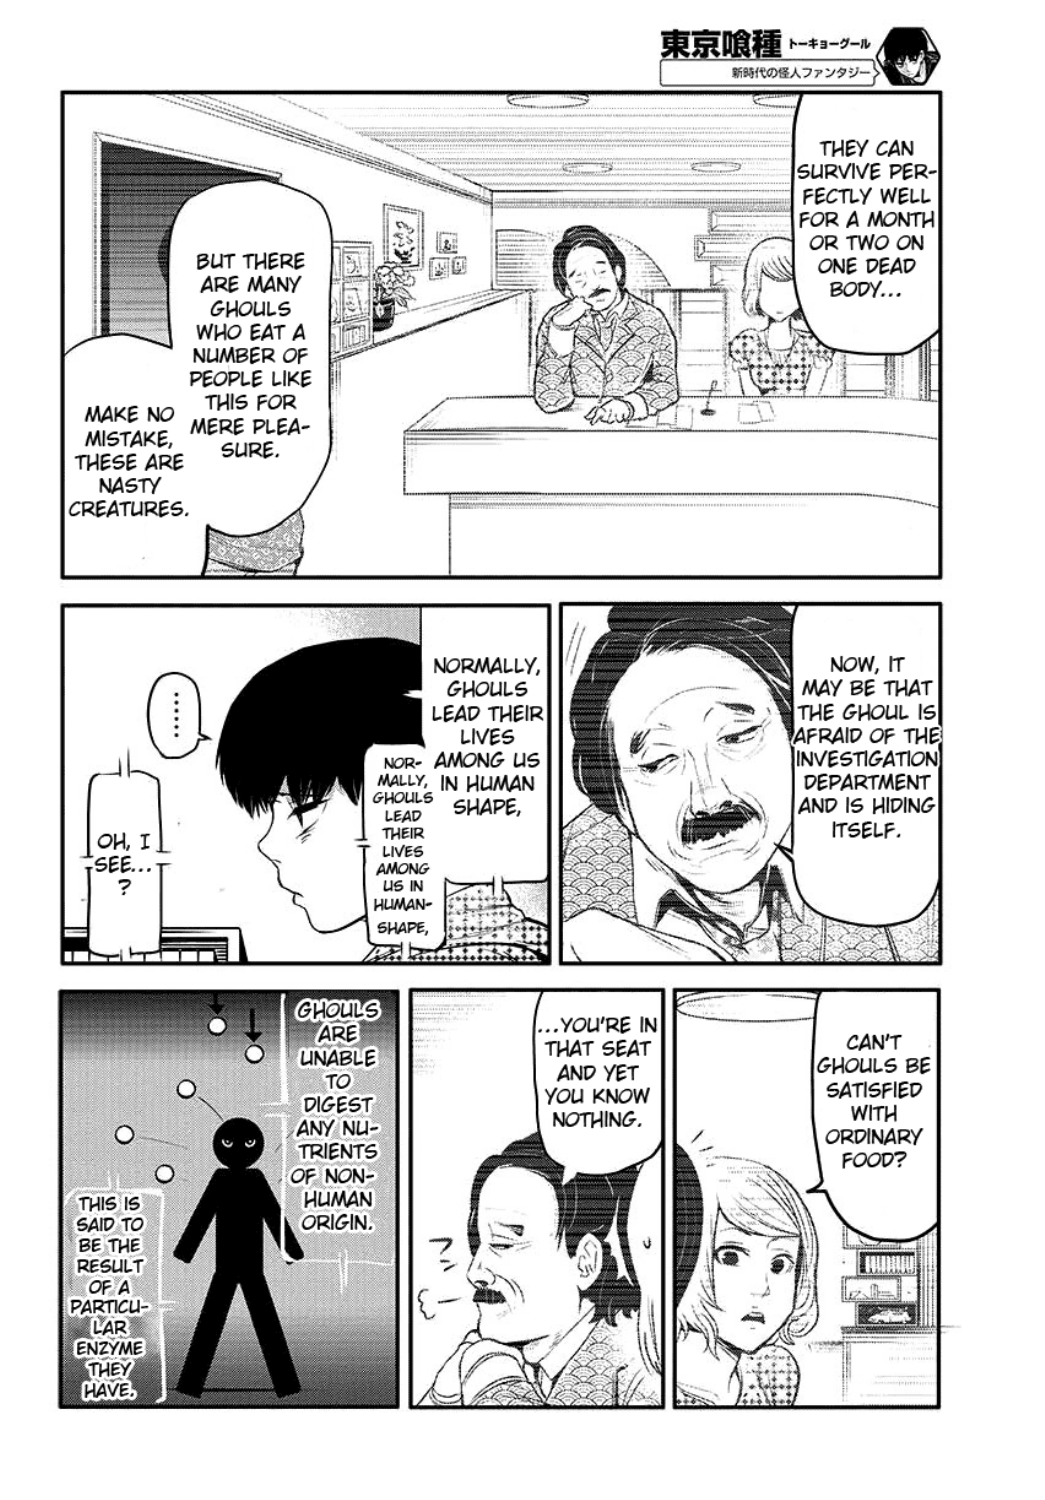 東京喰種 トーキョーグール
新時代の怪人ファンタジー
THEY CAN
SURVIVE PER-
FECTLY WELL
FOR A MONTH
OR TWO ON
ONE DEAD
BODY...
BUT THERE
ARE MANY
GHOULS
WHO EAT A
NUMBER OF
PEOPLE LIKE
THIS FOR
MERE PLEA-
SURE.
MAKE NO
MISTAKE,
THESE ARE
NASTY
CREATURES.
NOW, IT
MAY BE THAT
THE GHOUL IS
AFRAID OF THE
INVESTIGATION
DEPARTMENT
AND IS HIDING
ITSELF.
NORMALLY,
GHOULS
LEAD THEIR
LIVES
AMONG US
IN HUMAN
SHAPE,
NOR-
MALLY,
GHOULS
LEAD
THEIR
LIVES
AMONG
US IN
HUMAN-
SHAPE,
......
OH, I
SEE...
?
CAN'T
GHOULS BE
SATISFIED
WITH
ORDINARY
FOOD?
...YOU'RE IN
THAT SEAT
AND YET
YOU KNOW
NOTHING.
GHOULS
ARE
UNABLE
TO
DIGEST
ANY NU-
TRIENTS
OF NON-
HUMAN
ORIGIN.
THIS IS
SAID TO
BE THE
RESULT
OF A
PARTICU-
LAR
ENZYME
THEY
HAVE.